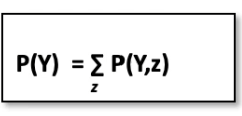 P(Y) = ∑ P(Y,z)
z